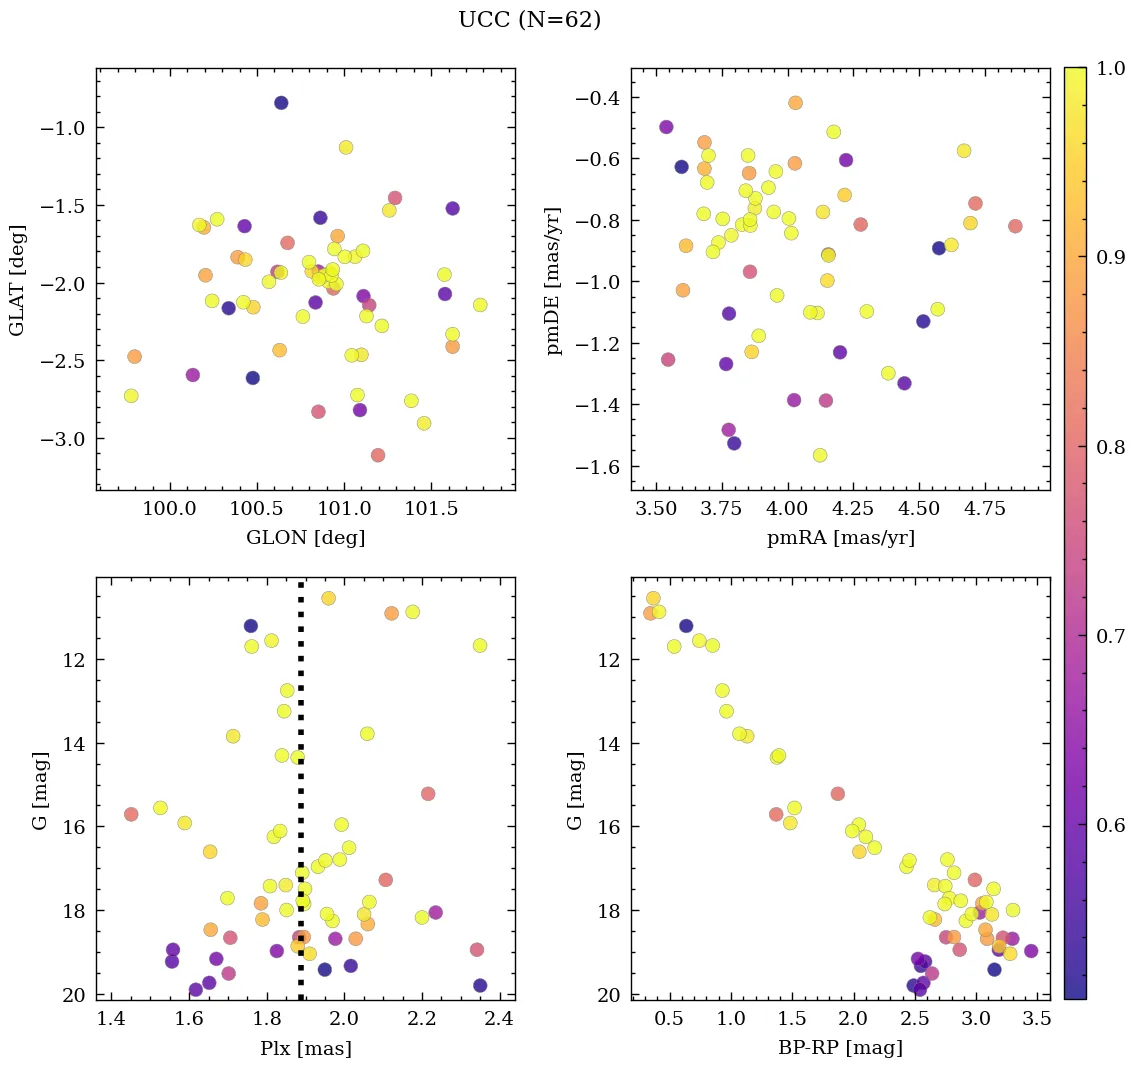 UCC (N=62)
−1.0
−1.5
−2.0
−2.5
−3.0
GLAT [deg]
100.0 100.5 101.0 101.5
GLON [deg]
−0.4
−0.6
−0.8
−1.0
−1.2
−1.4
−1.6
pmDE [mas/yr]
3.50 3.75 4.00 4.25 4.50 4.75
pmRA [mas/yr]
12
14
16
18
20
G [mag]
1.4 1.6 1.8 2.0 2.2 2.4
Plx [mas]
12
14
16
18
20
G [mag]
0.5 1.0 1.5 2.0 2.5 3.0 3.5
BP-RP [mag]
1.0
0.9
0.8
0.7
0.6